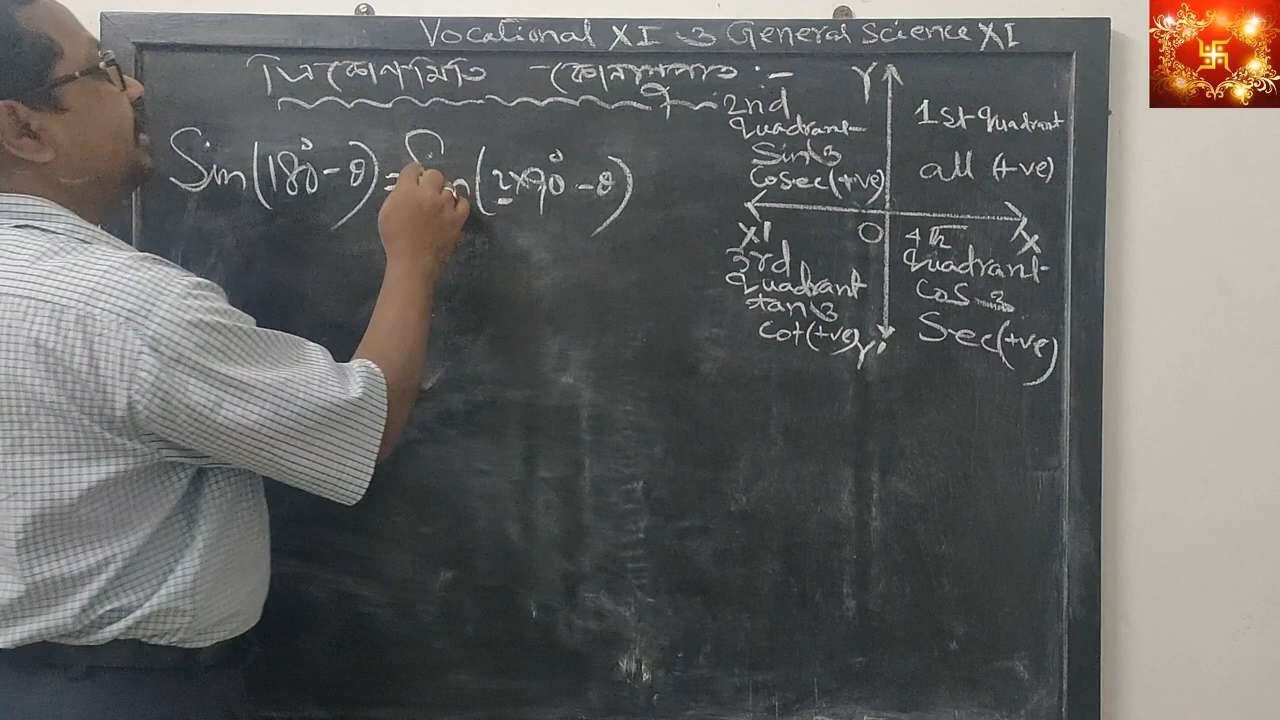 Vocational XI ও General Science XI
ত্রিকোণমিতি - কোনানুপাত :-
Sin(180°-θ) = Sin(2×90°-θ)
Y
2nd
Quadrant
Sin ও
Cosec(+ve)
1st Quadrant
all (+ve)
X'
O
X
3rd
Quadrant
tan ও
Cot(+ve)
4th
Quadrant
Cos ও
Sec(+ve)
Y'